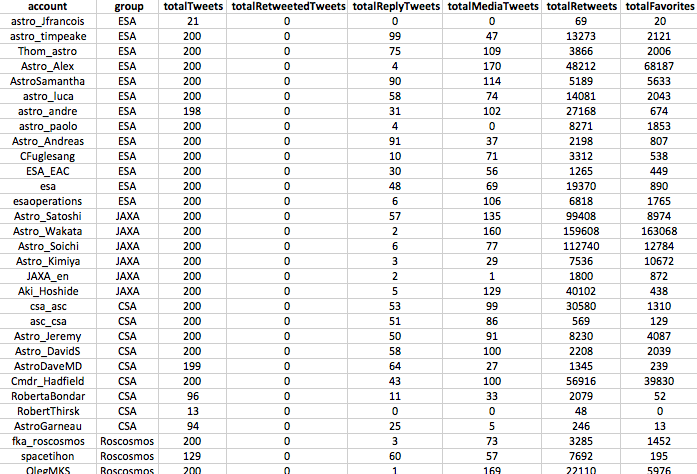 account group totalTweets totalRetweetedTweets totalReplyTweets totalMediaTweets totalRetweets totalFavorites
astro_Jfrancois ESA 21 0 0 0 69 20
astro_timpeake ESA 200 0 99 47 13273 2121
Thom_astro ESA 200 0 75 109 3866 2006
Astro_Alex ESA 200 0 4 170 48212 68187
AstroSamantha ESA 200 0 90 114 5189 5633
astro_luca ESA 200 0 58 74 14081 2043
astro_andre ESA 198 0 31 102 27168 674
astro_paolo ESA 200 0 4 0 8271 1853
Astro_Andreas ESA 200 0 91 37 2198 807
CFuglesang ESA 200 0 10 71 3312 538
ESA_EAC ESA 200 0 30 56 1265 449
esa ESA 200 0 48 69 19370 890
esaoperations ESA 200 0 6 106 6818 1765
Astro_Satoshi JAXA 200 0 57 135 99408 8974
Astro_Wakata JAXA 200 0 2 160 159608 163068
Astro_Soichi JAXA 200 0 6 77 112740 12784
Astro_Kimiya JAXA 200 0 3 29 7536 10672
JAXA_en JAXA 200 0 2 1 1800 872
Aki_Hoshide JAXA 200 0 5 129 40102 438
csa_asc CSA 200 0 53 99 30580 1310
asc_csa CSA 200 0 51 86 569 129
Astro_Jeremy CSA 200 0 50 91 8230 4087
Astro_DavidS CSA 200 0 58 100 2208 2039
AstroDaveMD CSA 199 0 64 27 1345 239
Cmdr_Hadfield CSA 200 0 43 100 56916 39830
RobertaBondar CSA 96 0 11 33 2079 52
RobertThirsk CSA 13 0 0 0 48 0
AstroGarneau CSA 94 0 25 5 246 13
fka_roscosmos Roscosmos 200 0 3 73 3285 1452
spacetihon Roscosmos 129 0 60 57 7692 195
OlegMKS Roscosmos 200 0 1 169 22110 5976